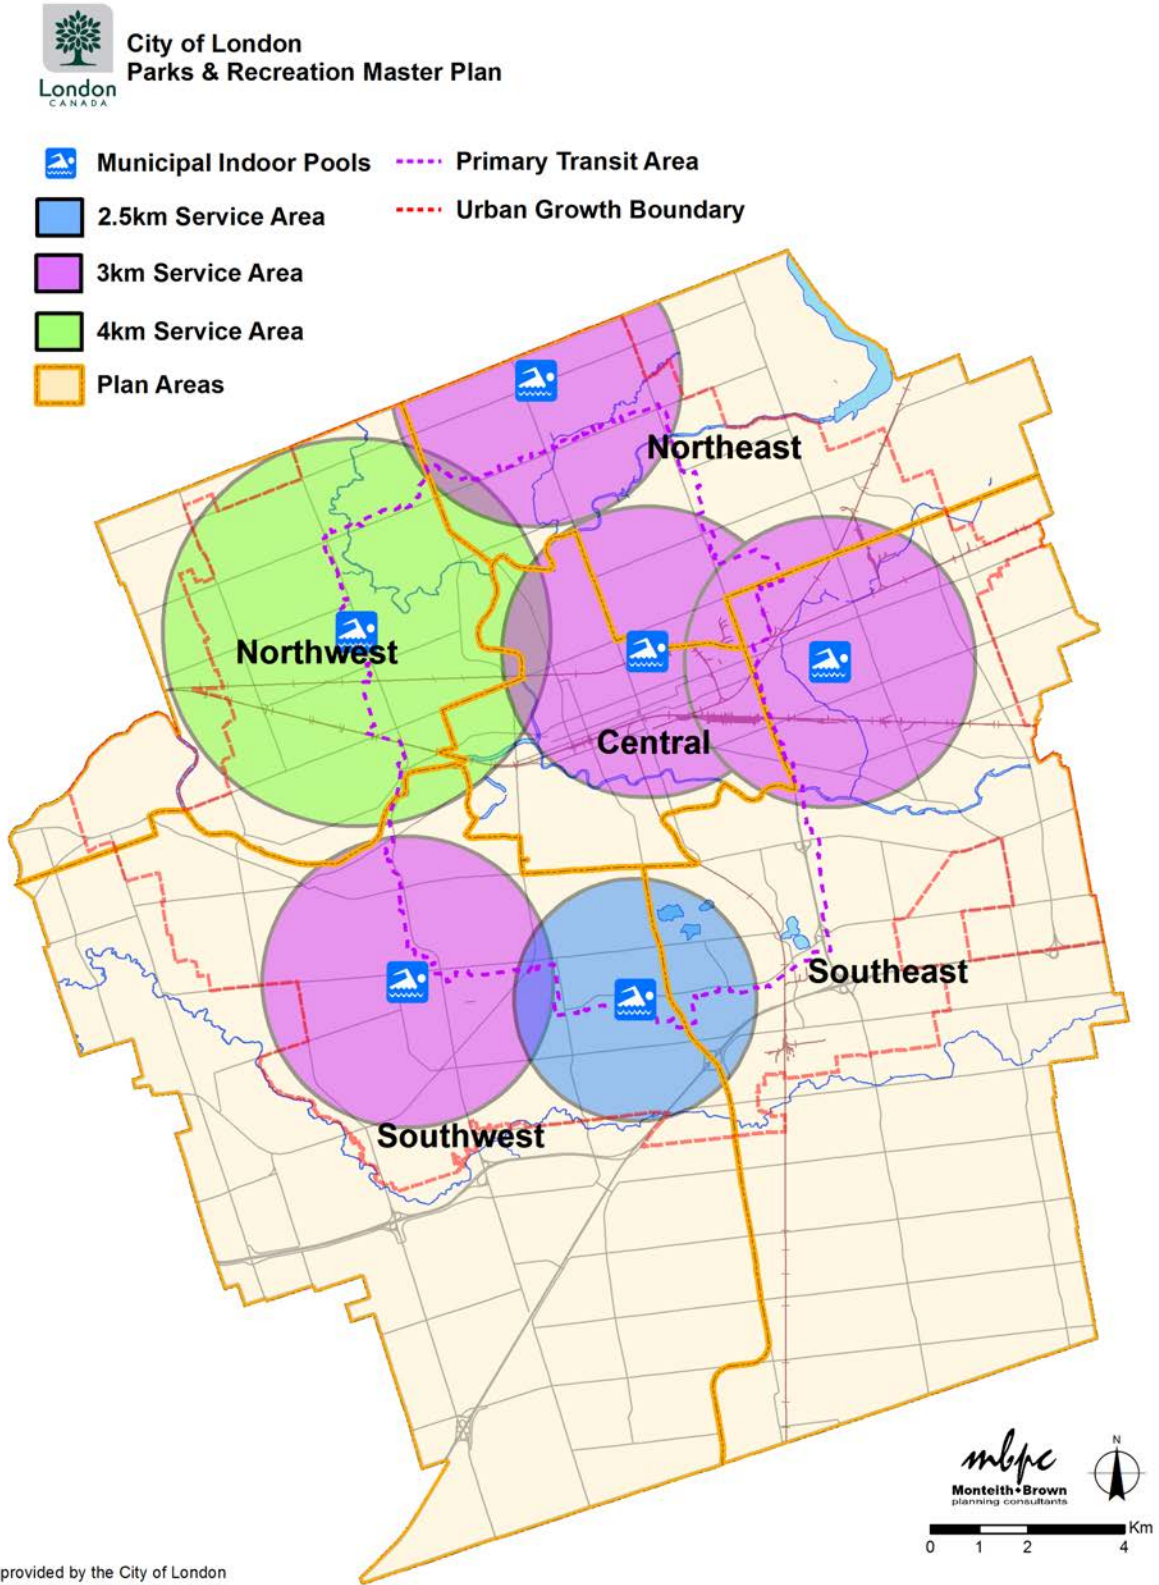 City of London
Parks & Recreation Master Plan
London
CANADA
Municipal Indoor Pools
Primary Transit Area
2.5km Service Area
Urban Growth Boundary
3km Service Area
4km Service Area
Plan Areas
Northeast
Northwest
Central
Southeast
Southwest
mbpc
Monteith•Brown
planning consultants
N
Km
0 1 2 4
provided by the City of London